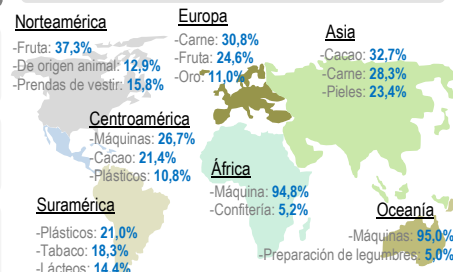 Norteamérica
-Fruta: 37,3%
-De origen animal: 12,9%
-Prendas de vestir: 15,8%
Europa
-Carne: 30,8%
-Fruta: 24,6%
-Oro: 11,0%
Asia
-Cacao: 32,7%
-Carne: 28,3%
-Pieles: 23,4%
Centroamérica
-Máquinas: 26,7%
-Cacao: 21,4%
-Plásticos: 10,8%
África
-Máquina: 94,8%
-Confitería: 5,2%
Suramérica
-Plásticos: 21,0%
-Tabaco: 18,3%
-Lácteos: 14,4%
Oceanía
-Máquinas: 95,0%
-Preparación de legumbres: 5,0%